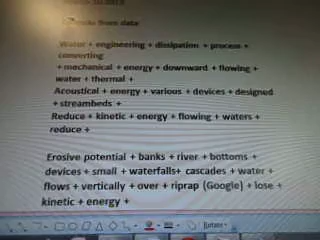 from data
Water + engineering + dissipation + process +
converting
+ mechanical + energy + downward + flowing +
water + thermal +
Acoustical + energy + various + devices + designed
+ streambeds +
Reduce + kinetic + energy + flowing + waters +
reduce +
Erosive potential + banks + river + bottoms +
devices + small + waterfalls+ cascades + water +
flows + vertically + over + riprap (Google) + lose +
kinetic + energy +